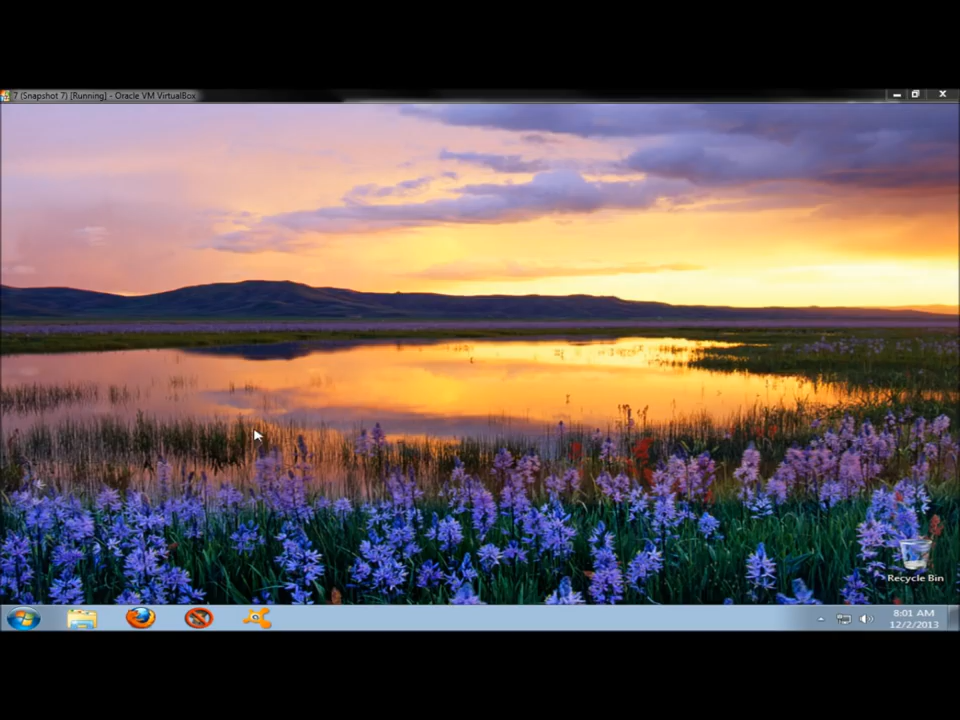 7 (Snapshot 7) [Running] - Oracle VM VirtualBox
Recycle Bin
8:01 AM
12/2/2013